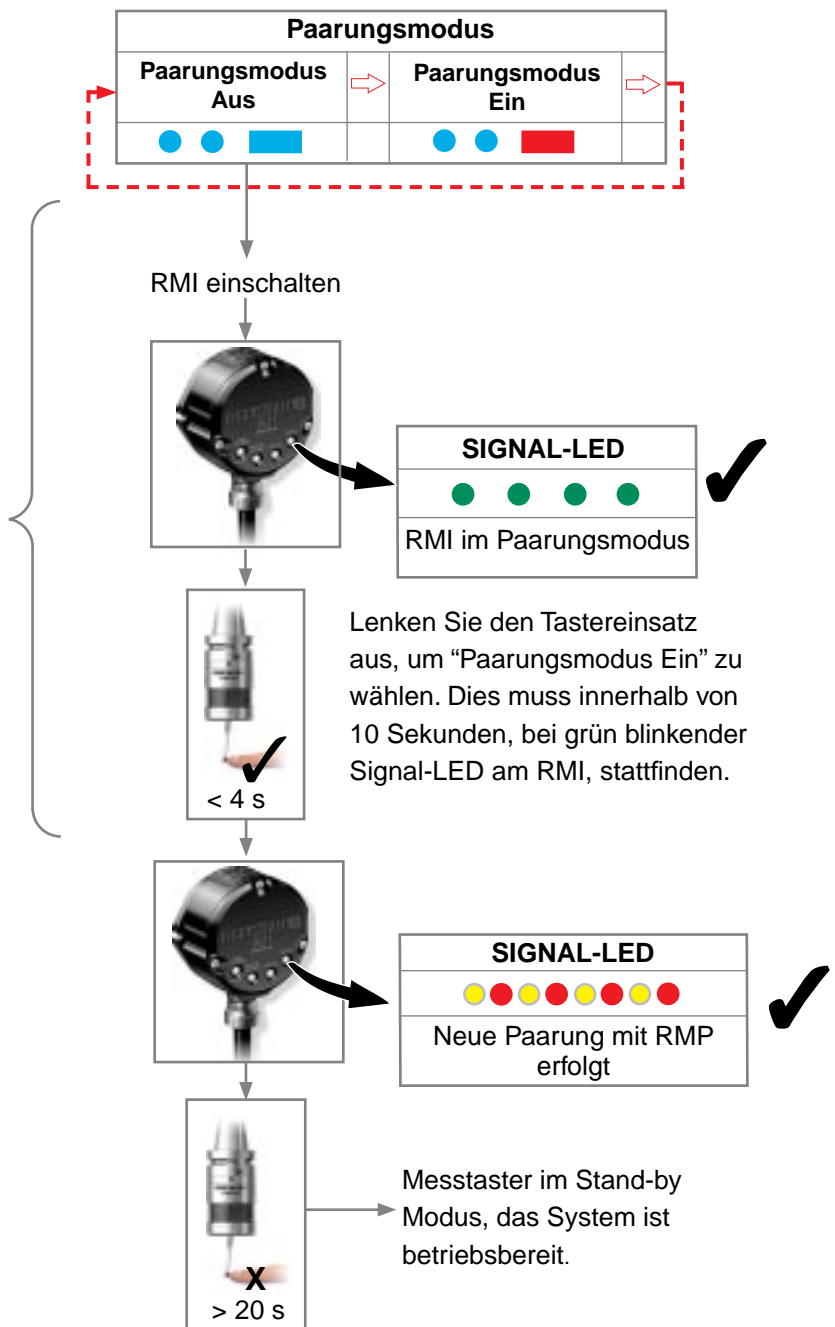 Paarungsmodus
Paarungsmodus
Aus
Paarungsmodus
Ein
RMI einschalten
SIGNAL-LED
RMI im Paarungsmodus
Lenken Sie den Tastereinsatz
aus, um “Paarungsmodus Ein” zu
wählen. Dies muss innerhalb von
10 Sekunden, bei grün blinkender
Signal-LED am RMI, stattfinden.
< 4 s
SIGNAL-LED
Neue Paarung mit RMP
erfolgt
Messtaster im Stand-by
Modus, das System ist
betriebsbereit.
X
> 20 s